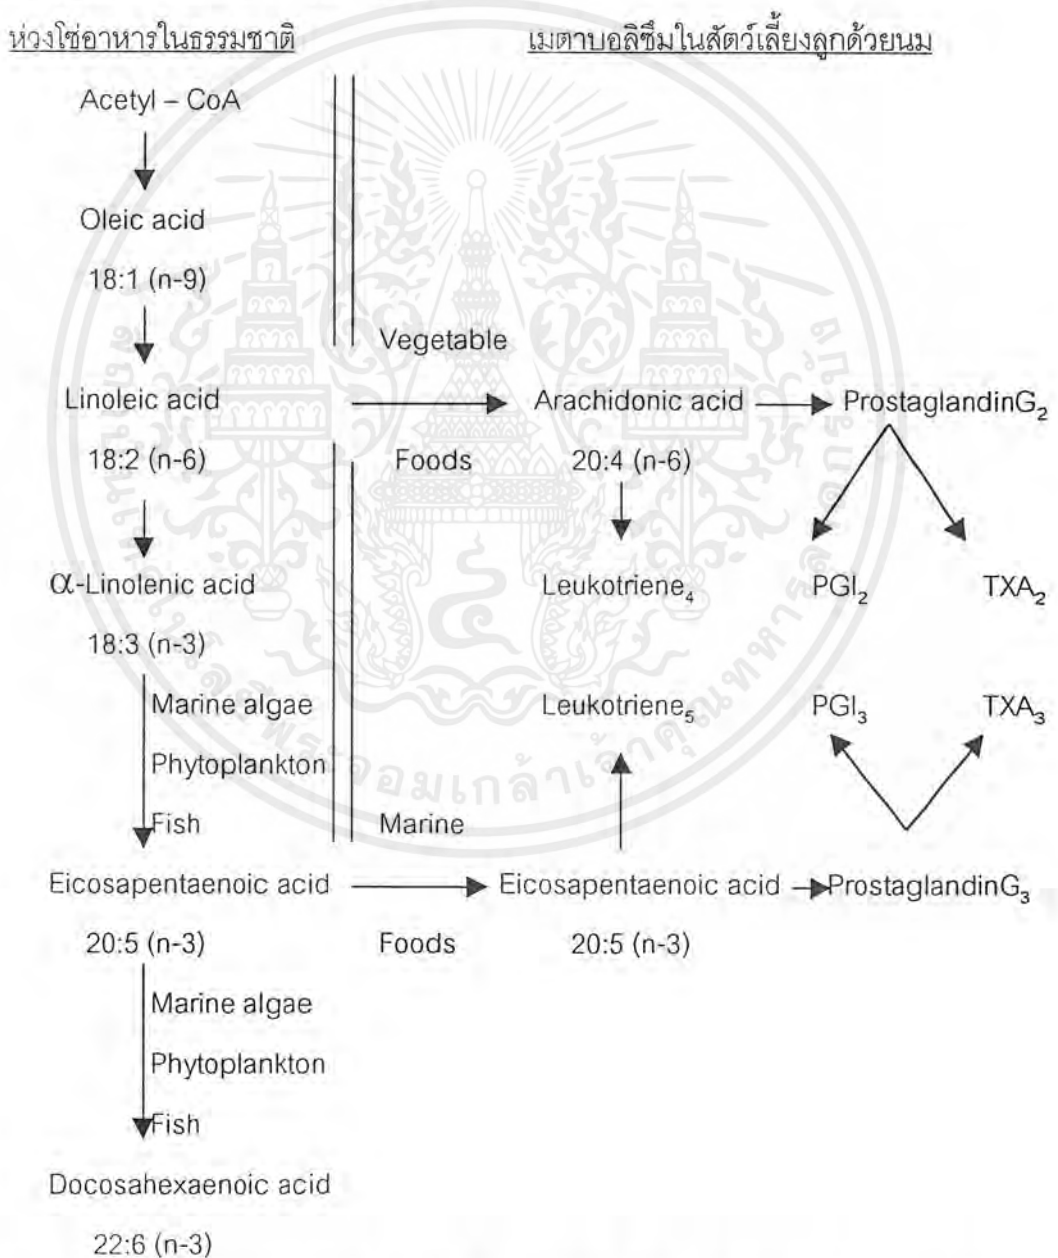 ห่วงโซ่อาหารในธรรมชาติ เมตาบอลิซึมในสัตว์เลี้ยงลูกด้วยนม
Acetyl – CoA
Oleic acid
18:1 (n-9)
Vegetable
Linoleic acid Arachidonic acid ProstaglandinG₂
18:2 (n-6) Foods 20:4 (n-6)
α-Linolenic acid Leukotriene₄ PGI₂ TXA₂
18:3 (n-3)
Marine algae Leukotriene₅ PGI₃ TXA₃
Phytoplankton
Fish Marine
Eicosapentaenoic acid Eicosapentaenoic acid ProstaglandinG₃
20:5 (n-3) Foods 20:5 (n-3)
Marine algae
Phytoplankton
Fish
Docosahexaenoic acid
22:6 (n-3)